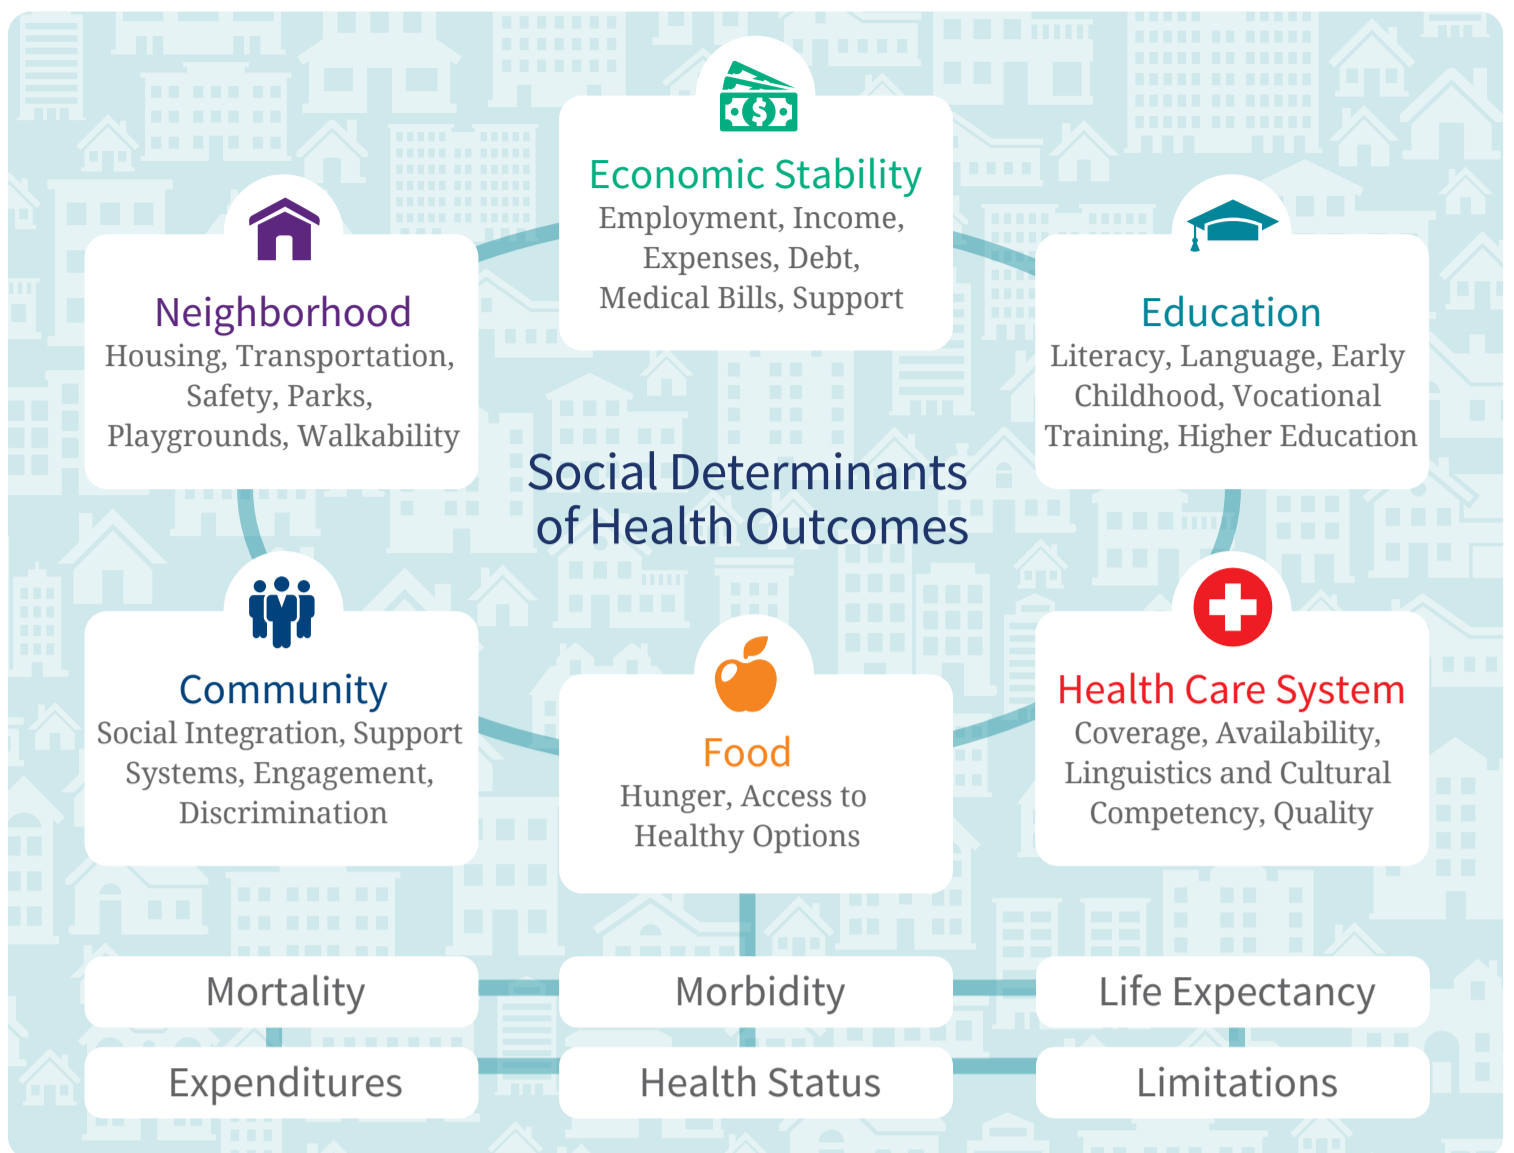 Economic Stability
Employment, Income,
Expenses, Debt,
Medical Bills, Support
Neighborhood
Housing, Transportation,
Safety, Parks,
Playgrounds, Walkability
Education
Literacy, Language, Early
Childhood, Vocational
Training, Higher Education
Social Determinants
of Health Outcomes
Community
Social Integration, Support
Systems, Engagement,
Discrimination
Food
Hunger, Access to
Healthy Options
Health Care System
Coverage, Availability,
Linguistics and Cultural
Competency, Quality
Mortality
Morbidity
Life Expectancy
Expenditures
Health Status
Limitations